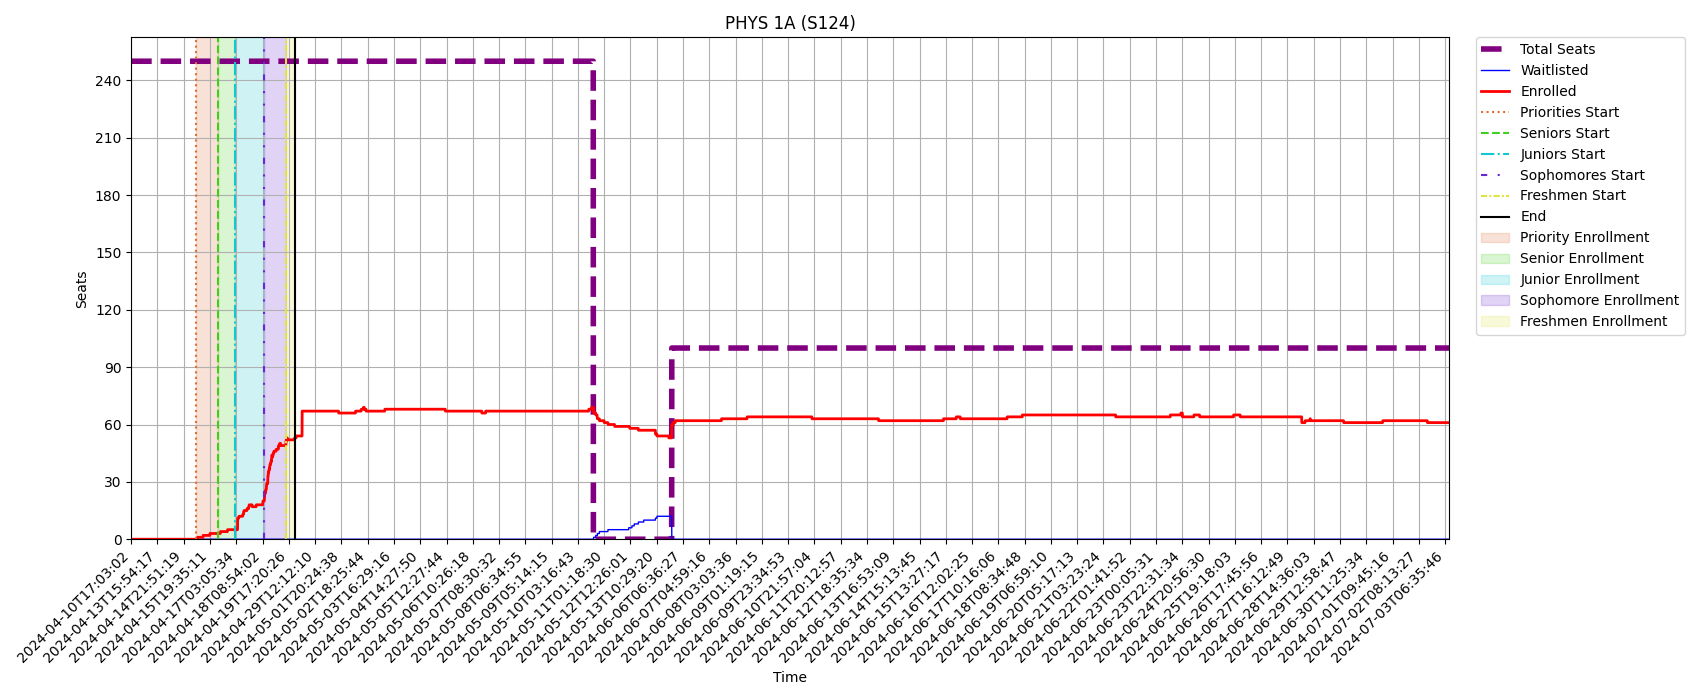 PHYS 1A (S124)
Total Seats
Waitlisted
Enrolled
Priorities Start
Seniors Start
Juniors Start
Sophomores Start
Freshmen Start
End
Priority Enrollment
Senior Enrollment
Junior Enrollment
Sophomore Enrollment
Freshmen Enrollment
Seats
240
210
180
150
120
90
60
30
0
2024-04-10T17:03:02
2024-04-13T15:54:17
2024-04-14T21:51:19
2024-04-15T19:35:11
2024-04-17T03:05:34
2024-04-18T08:54:02
2024-04-19T17:20:26
2024-04-29T12:12:10
2024-05-01T20:24:38
2024-05-02T18:25:44
2024-05-03T16:29:16
2024-05-04T14:27:50
2024-05-05T12:27:44
2024-05-06T10:26:18
2024-05-07T08:30:32
2024-05-08T06:34:55
2024-05-09T05:14:15
2024-05-10T03:16:43
2024-05-11T01:18:30
2024-05-12T12:26:01
2024-05-13T10:29:20
2024-06-06T06:36:27
2024-06-07T04:59:16
2024-06-08T03:03:36
2024-06-09T01:19:15
2024-06-09T23:34:53
2024-06-10T21:57:04
2024-06-11T20:12:57
2024-06-12T18:35:34
2024-06-13T16:53:09
2024-06-14T15:13:45
2024-06-15T13:27:17
2024-06-16T12:02:25
2024-06-17T10:16:06
2024-06-18T08:34:48
2024-06-19T06:59:10
2024-06-20T05:17:13
2024-06-21T03:23:24
2024-06-22T01:41:52
2024-06-23T00:05:31
2024-06-23T22:31:34
2024-06-24T20:56:30
2024-06-25T19:18:03
2024-06-26T17:45:56
2024-06-27T16:12:49
2024-06-28T14:36:03
2024-06-29T12:58:47
2024-06-30T11:25:34
2024-07-01T09:45:16
2024-07-02T08:13:27
2024-07-03T06:35:46
Time